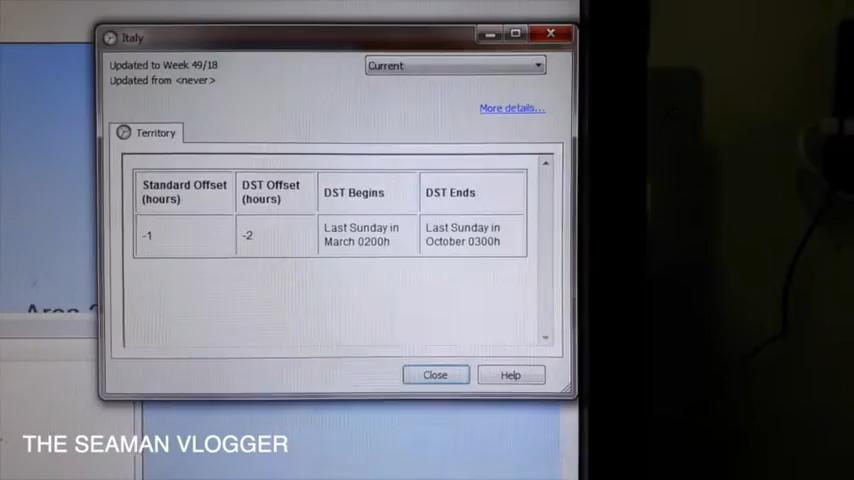 Italy
Updated to Week 49/18
Updated from <never>
Current
More details...
Territory
Standard Offset (hours)
DST Offset (hours)
DST Begins
DST Ends
-1
-2
Last Sunday in March 0200h
Last Sunday in October 0300h
Close
Help
THE SEAMAN VLOGGER